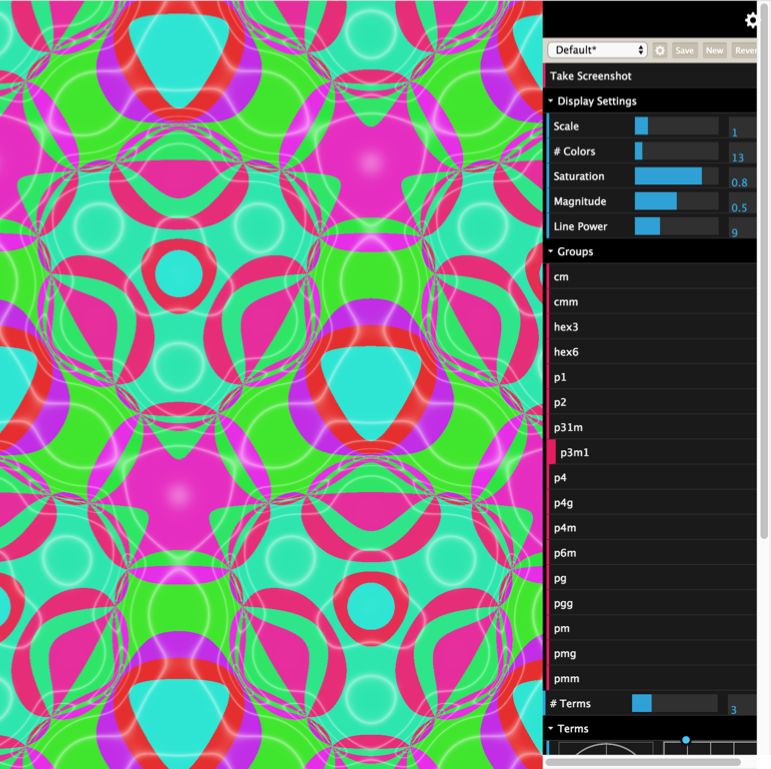 Default* Save New Rever
Take Screenshot
Display Settings
Scale 1
# Colors 13
Saturation 0.8
Magnitude 0.5
Line Power 9
Groups
cm
cmm
hex3
hex6
p1
p2
p31m
p3m1
p4
p4g
p4m
p6m
pg
pgg
pm
pmg
pmm
# Terms 3
Terms